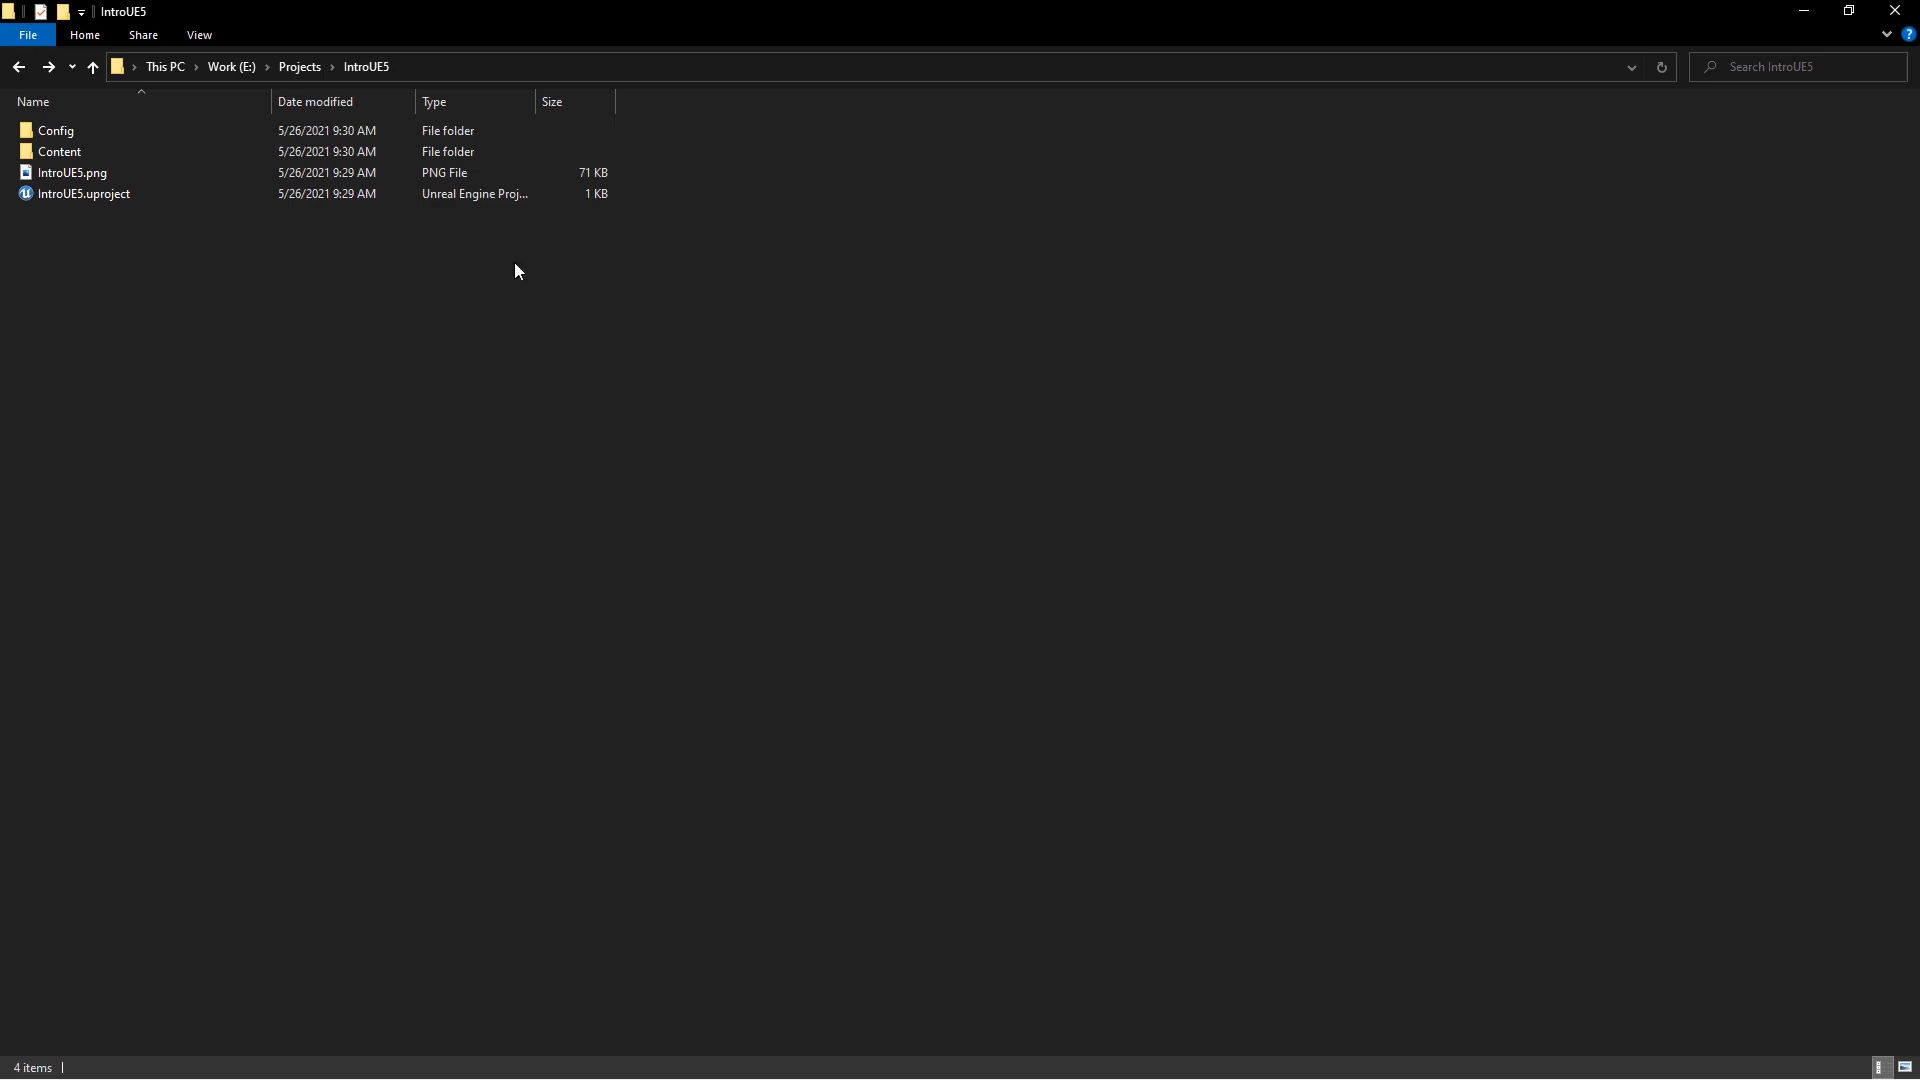 IntroUE5
File Home Share View
This PC Work (E:) Projects IntroUE5 Search IntroUE5
Name Date modified Type Size
Config 5/26/2021 9:30 AM File folder
Content 5/26/2021 9:30 AM File folder
IntroUE5.png 5/26/2021 9:29 AM PNG File 71 KB
IntroUE5.uproject 5/26/2021 9:29 AM Unreal Engine Proj... 1 KB
4 items